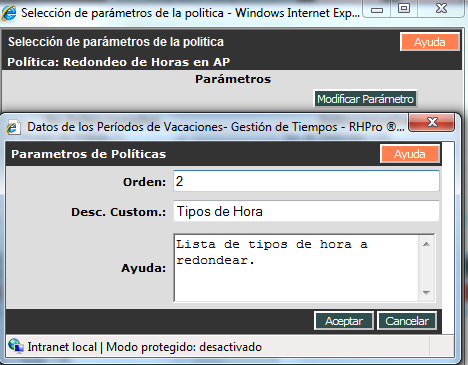 Selección de parámetros de la politica - Windows Internet Exp...
Selección de parámetros de la politica
Ayuda
Política: Redondeo de Horas en AP
Parámetros
Modificar Parámetro
Datos de los Períodos de Vacaciones- Gestión de Tiempos - RHPro ®...
Parametros de Políticas
Ayuda
Orden: 2
Desc. Custom.: Tipos de Hora
Ayuda: Lista de tipos de hora a
redondear.
Aceptar Cancelar
Intranet local | Modo protegido: desactivado